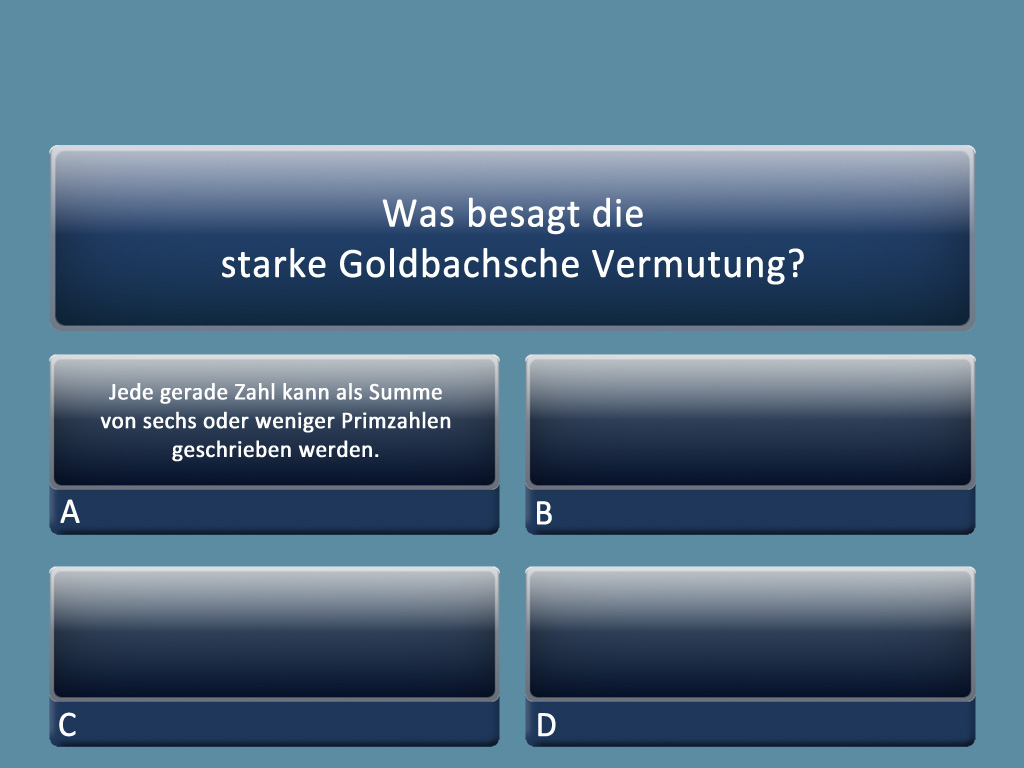 Was besagt die
starke Goldbachsche Vermutung?
Jede gerade Zahl kann als Summe
von sechs oder weniger Primzahlen
geschrieben werden.
A
B
C
D